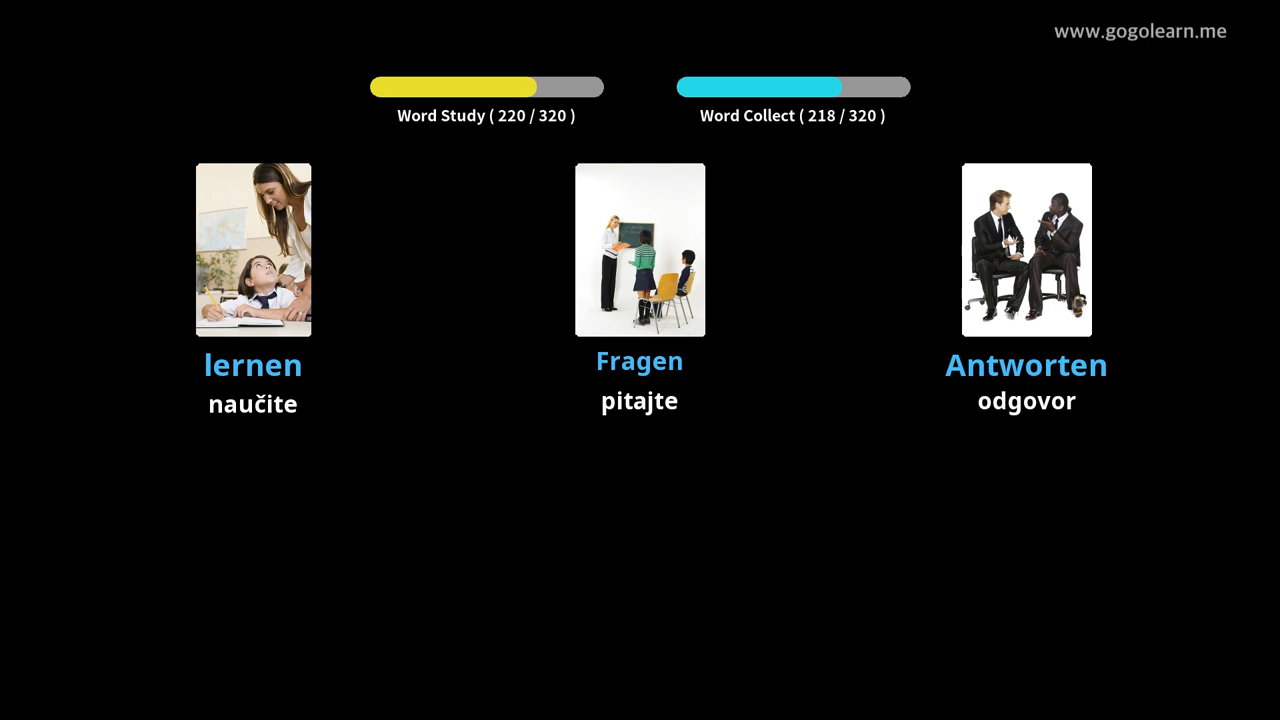 www.gogolearn.me
Word Study ( 220 / 320 )
Word Collect ( 218 / 320 )
lernen
naučite
Fragen
pitajte
Antworten
odgovor